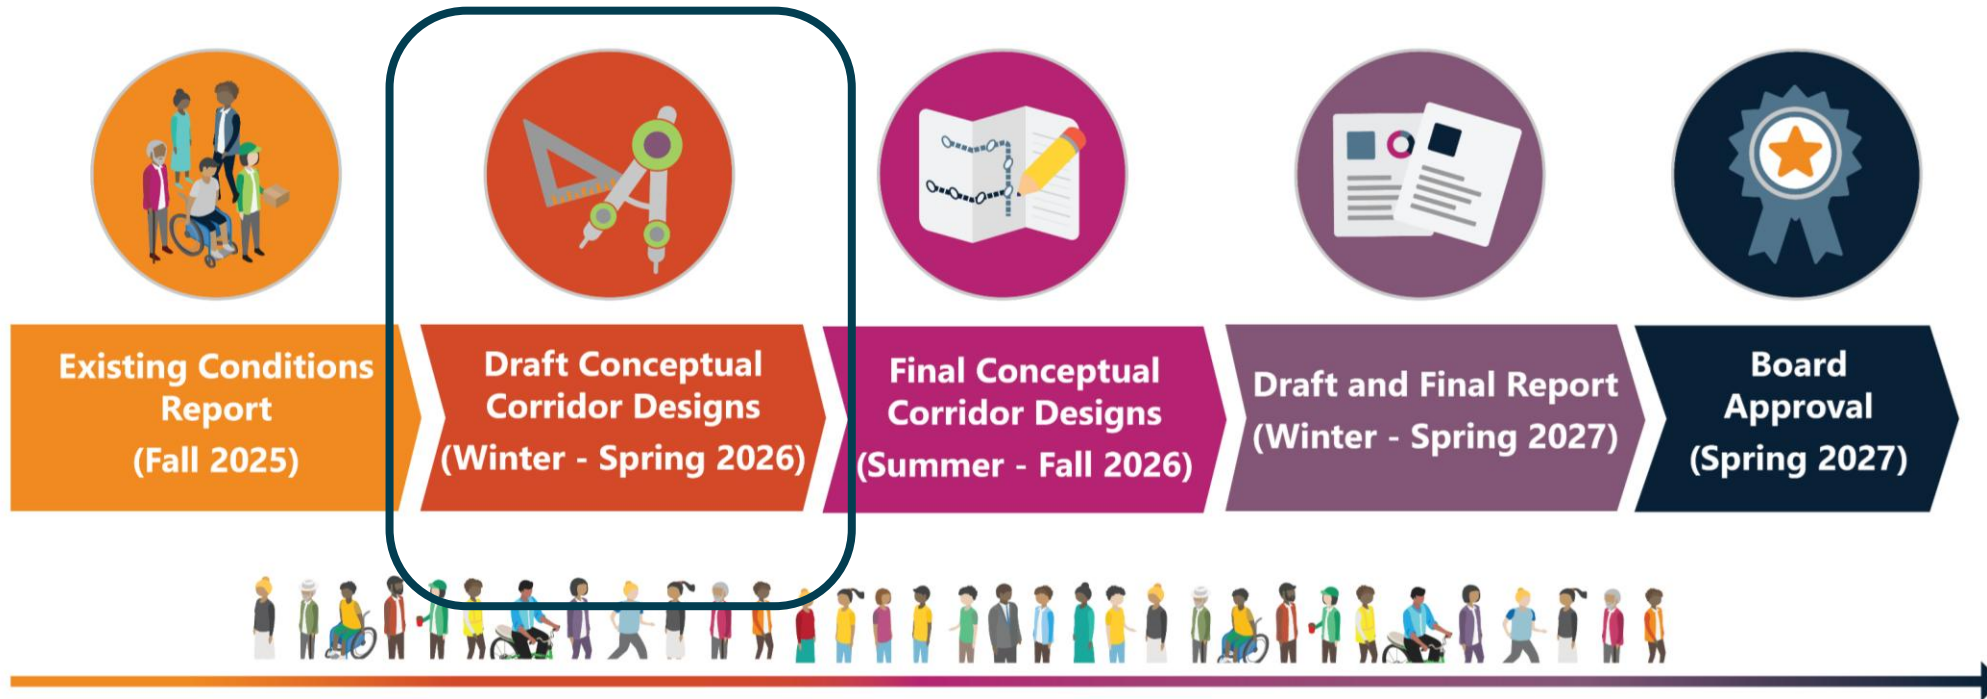 Existing Conditions
Report
(Fall 2025)
Draft Conceptual
Corridor Designs
(Winter - Spring 2026)
Final Conceptual
Corridor Designs
(Summer - Fall 2026)
Draft and Final Report
(Winter - Spring 2027)
Board
Approval
(Spring 2027)